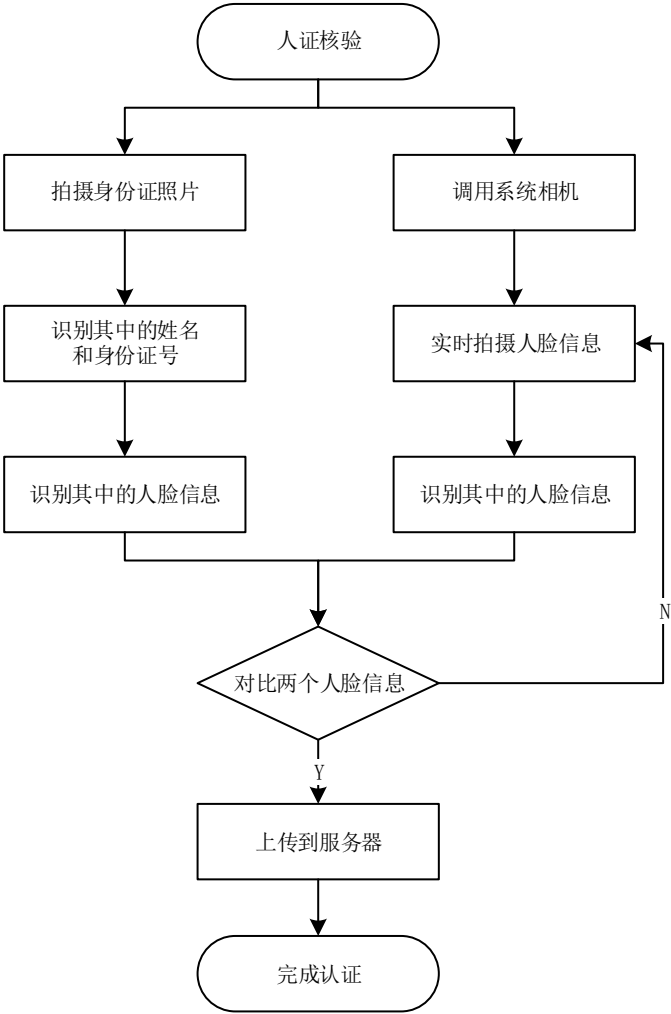 人证核验
拍摄身份证照片
调用系统相机
识别其中的姓名
和身份证号
实时拍摄人脸信息
识别其中的人脸信息
识别其中的人脸信息
N
对比两个人脸信息
Y
上传到服务器
完成认证